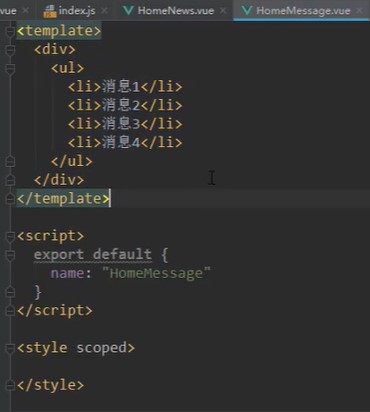 vue index.js HomeNews.vue HomeMessage.vue
<template>
  <div>
    <ul>
      <li>消息1</li>
      <li>消息2</li>
      <li>消息3</li>
      <li>消息4</li>
    </ul>
  </div>
</template>
<script>
  export default {
    name: "HomeMessage"
  }
</script>
<style scoped>
</style>